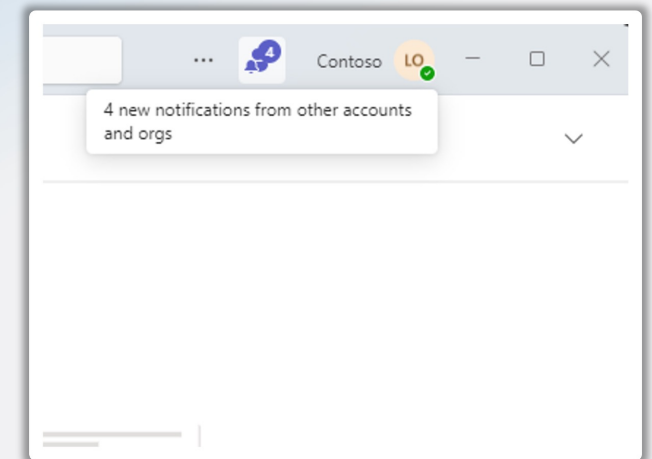 ...
4
Contoso
LO
4 new notifications from other accounts
and orgs